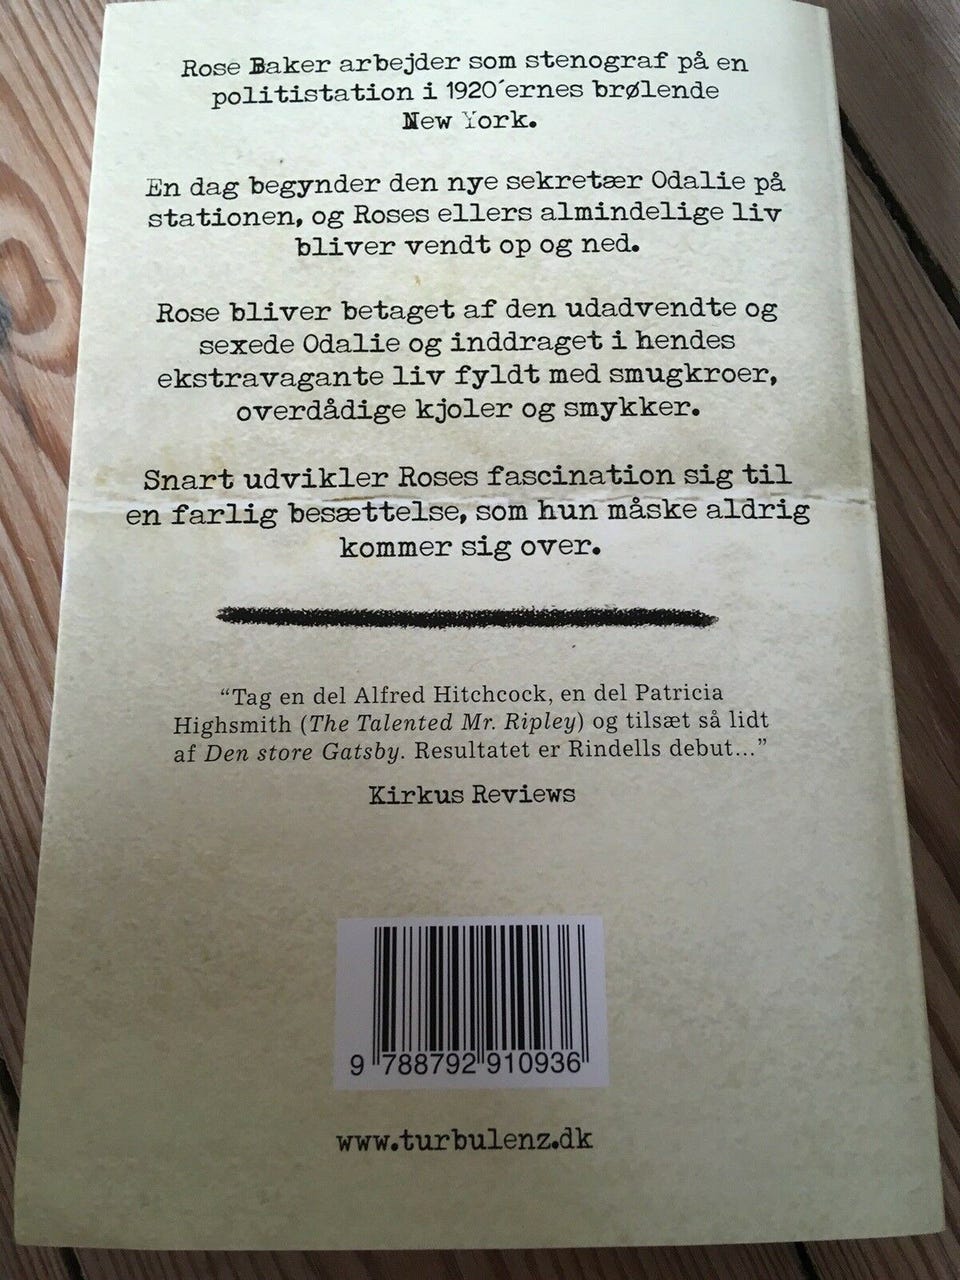 Rose Baker arbejder som stenograf på en
politistation i 1920´ernes brølende
New York.
En dag begynder den nye sekretær Odalie på
stationen, og Roses ellers almindelige liv
bliver vendt op og ned.
Rose bliver betaget af den udadvendte og
sexede Odalie og inddraget i hendes
ekstravagante liv fyldt med smugkroer,
overdådige kjoler og smykker.
Snart udvikler Roses fascination sig til
en farlig besættelse, som hun måske aldrig
kommer sig over.
“Tag en del Alfred Hitchcock, en del Patricia
Highsmith (The Talented Mr. Ripley) og tilsæt så lidt
af Den store Gatsby. Resultatet er Rindells debut...”
Kirkus Reviews
9 788792 910936
www.turbulenz.dk